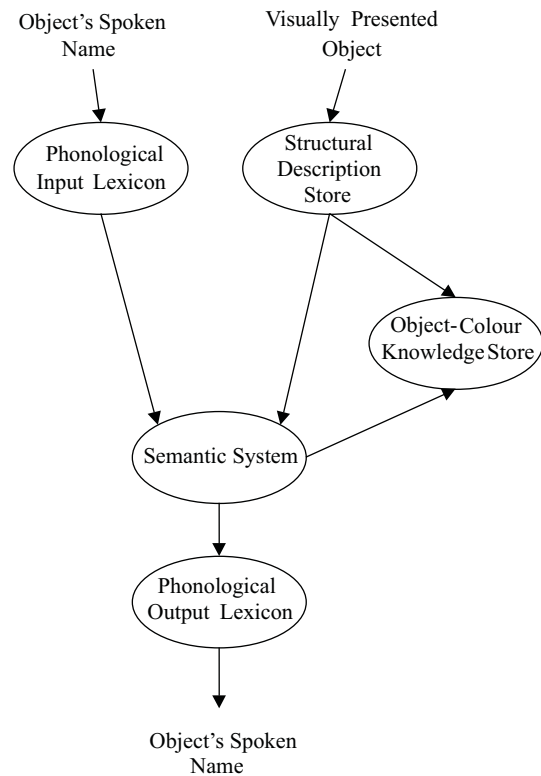 Object's Spoken
Name
Visually Presented
Object
Phonological
Input Lexicon
Structural
Description
Store
Object-Colour
Knowledge Store
Semantic System
Phonological
Output Lexicon
Object's Spoken
Name